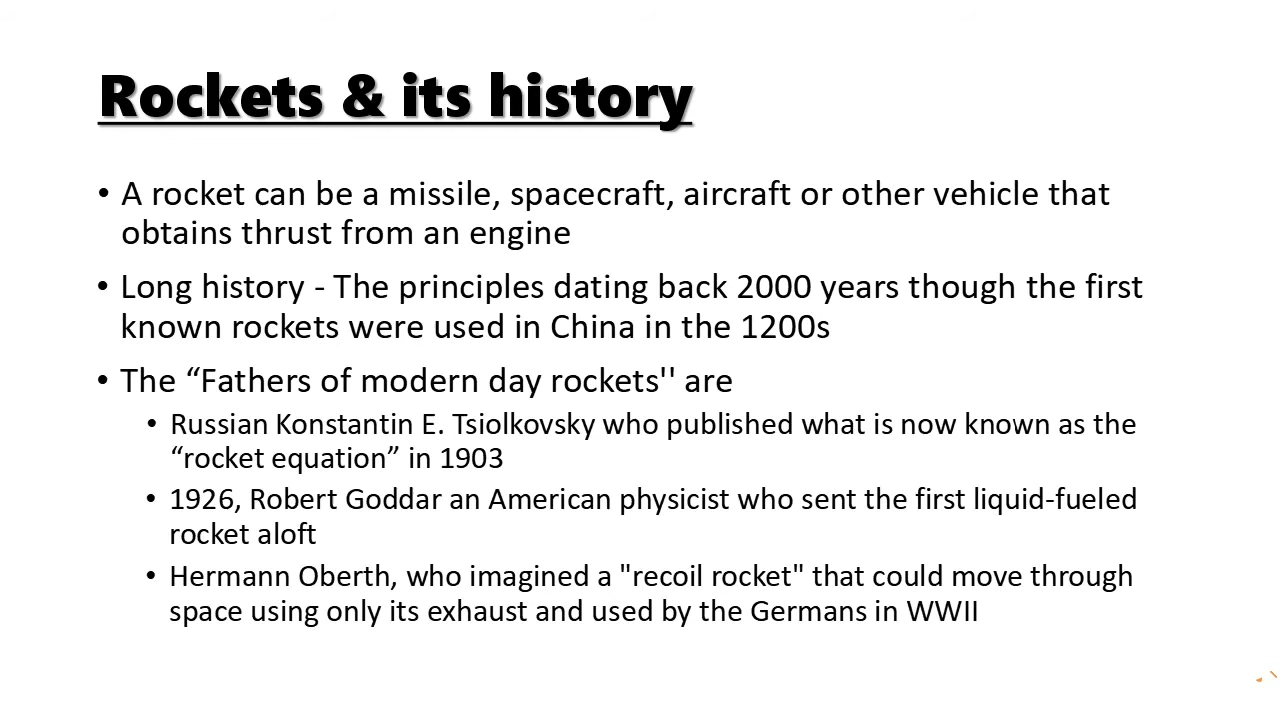 Rockets & its history
• A rocket can be a missile, spacecraft, aircraft or other vehicle that
obtains thrust from an engine
• Long history - The principles dating back 2000 years though the first
known rockets were used in China in the 1200s
• The “Fathers of modern day rockets'' are
• Russian Konstantin E. Tsiolkovsky who published what is now known as the
“rocket equation” in 1903
• 1926, Robert Goddar an American physicist who sent the first liquid-fueled
rocket aloft
• Hermann Oberth, who imagined a "recoil rocket" that could move through
space using only its exhaust and used by the Germans in WWII